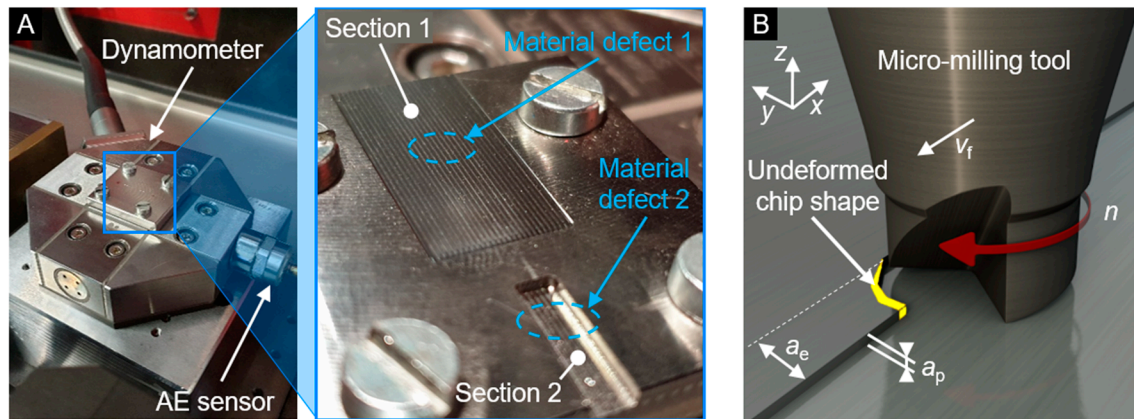 A
Dynamometer
AE sensor
Section 1
Material defect 1
Material
defect 2
Section 2
B
z
y
x
Micro-milling tool
vf
Undeformed
chip shape
n
ae
ap